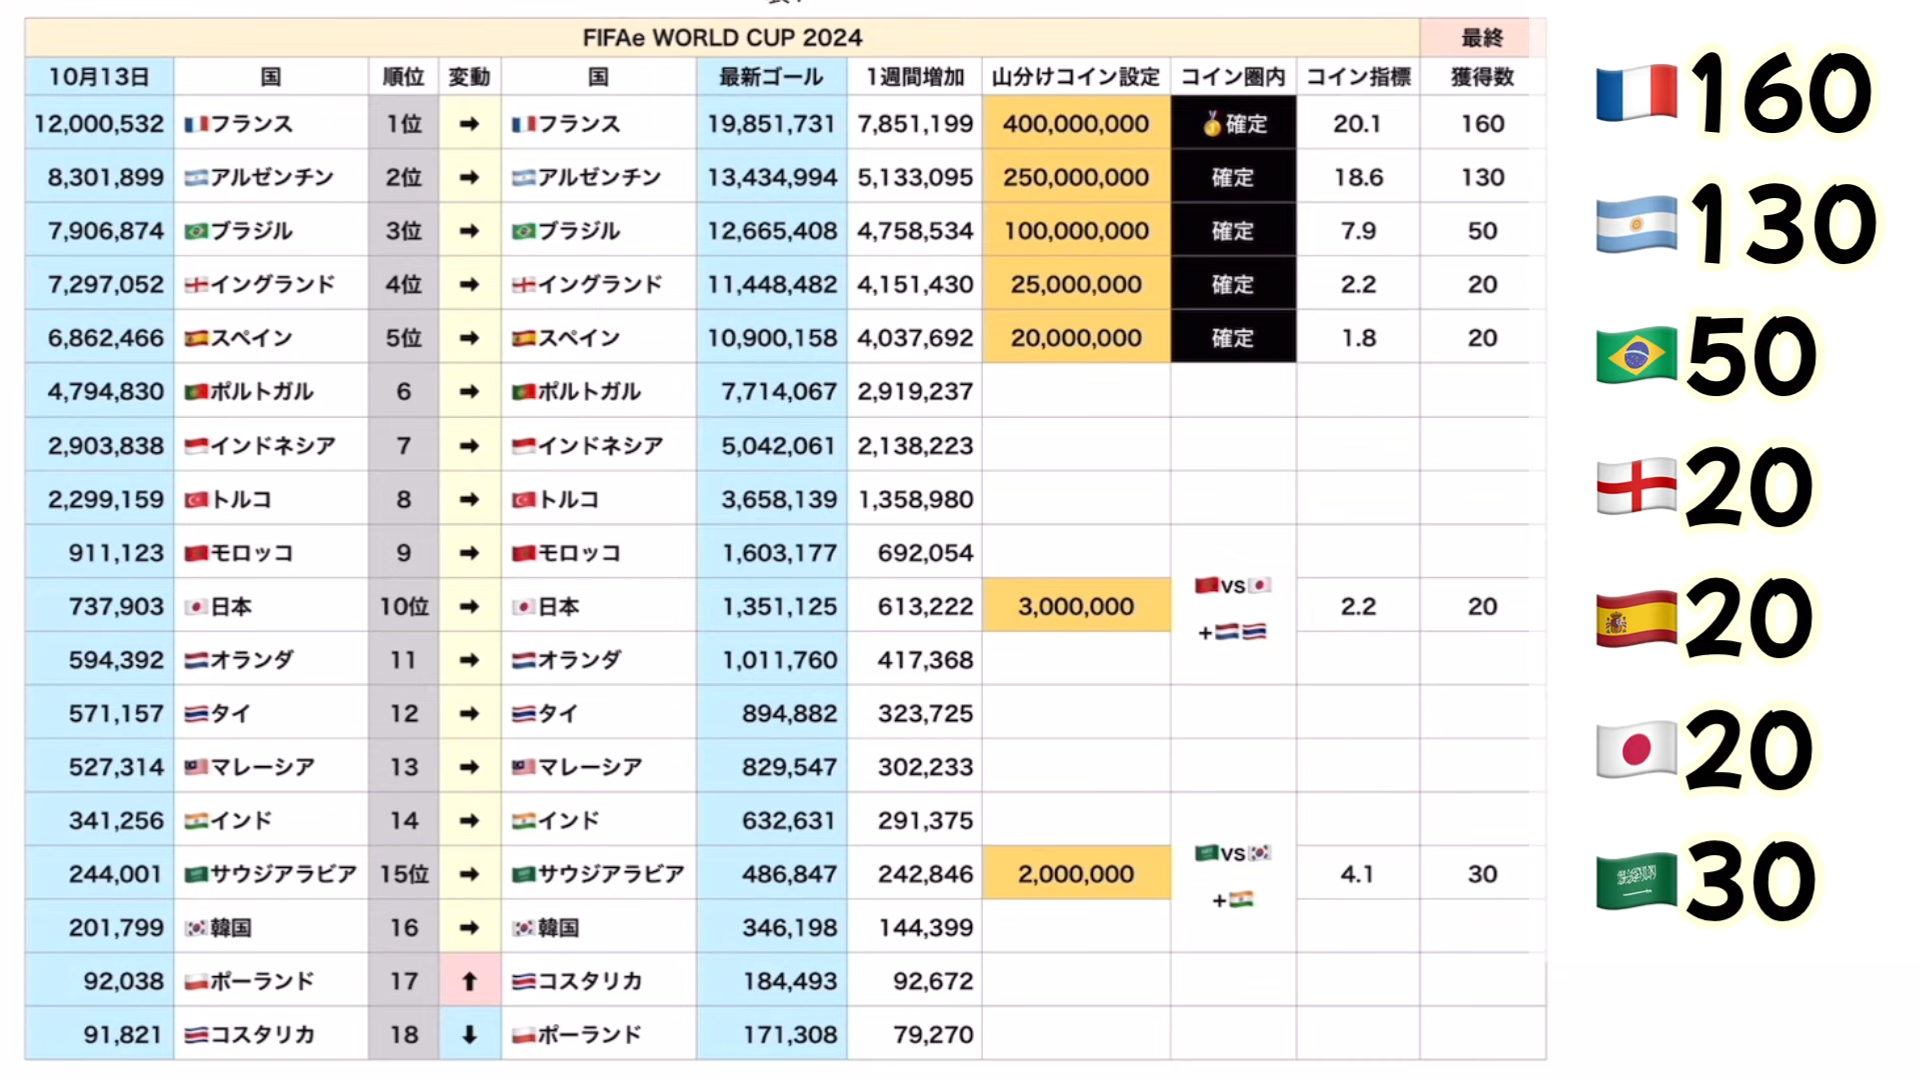 FIFAe WORLD CUP 2024 最終
10月13日 国 順位 変動 国 最新ゴール 1週間増加 山分けコイン設定 コイン圏内 コイン指標 獲得数
12,000,532 フランス 1位 → フランス 19,851,731 7,851,199 400,000,000 確定 20.1 160
8,301,899 アルゼンチン 2位 → アルゼンチン 13,434,994 5,133,095 250,000,000 確定 18.6 130
7,906,874 ブラジル 3位 → ブラジル 12,665,408 4,758,534 100,000,000 確定 7.9 50
7,297,052 イングランド 4位 → イングランド 11,448,482 4,151,430 25,000,000 確定 2.2 20
6,862,466 スペイン 5位 → スペイン 10,900,158 4,037,692 20,000,000 確定 1.8 20
4,794,830 ポルトガル 6 → ポルトガル 7,714,067 2,919,237
2,903,838 インドネシア 7 → インドネシア 5,042,061 2,138,223
2,299,159 トルコ 8 → トルコ 3,658,139 1,358,980
911,123 モロッコ 9 → モロッコ 1,603,177 692,054
vs
737,903 日本 10位 → 日本 1,351,125 613,222 3,000,000 2.2 20
+
594,392 オランダ 11 → オランダ 1,011,760 417,368
571,157 タイ 12 → タイ 894,882 323,725
527,314 マレーシア 13 → マレーシア 829,547 302,233
341,256 インド 14 → インド 632,631 291,375
vs
244,001 サウジアラビア 15位 → サウジアラビア 486,847 242,846 2,000,000 4.1 30
+
201,799 韓国 16 → 韓国 346,198 144,399
92,038 ポーランド 17 ↑ コスタリカ 184,493 92,672
91,821 コスタリカ 18 ↓ ポーランド 171,308 79,270
160
130
50
20
20
20
30